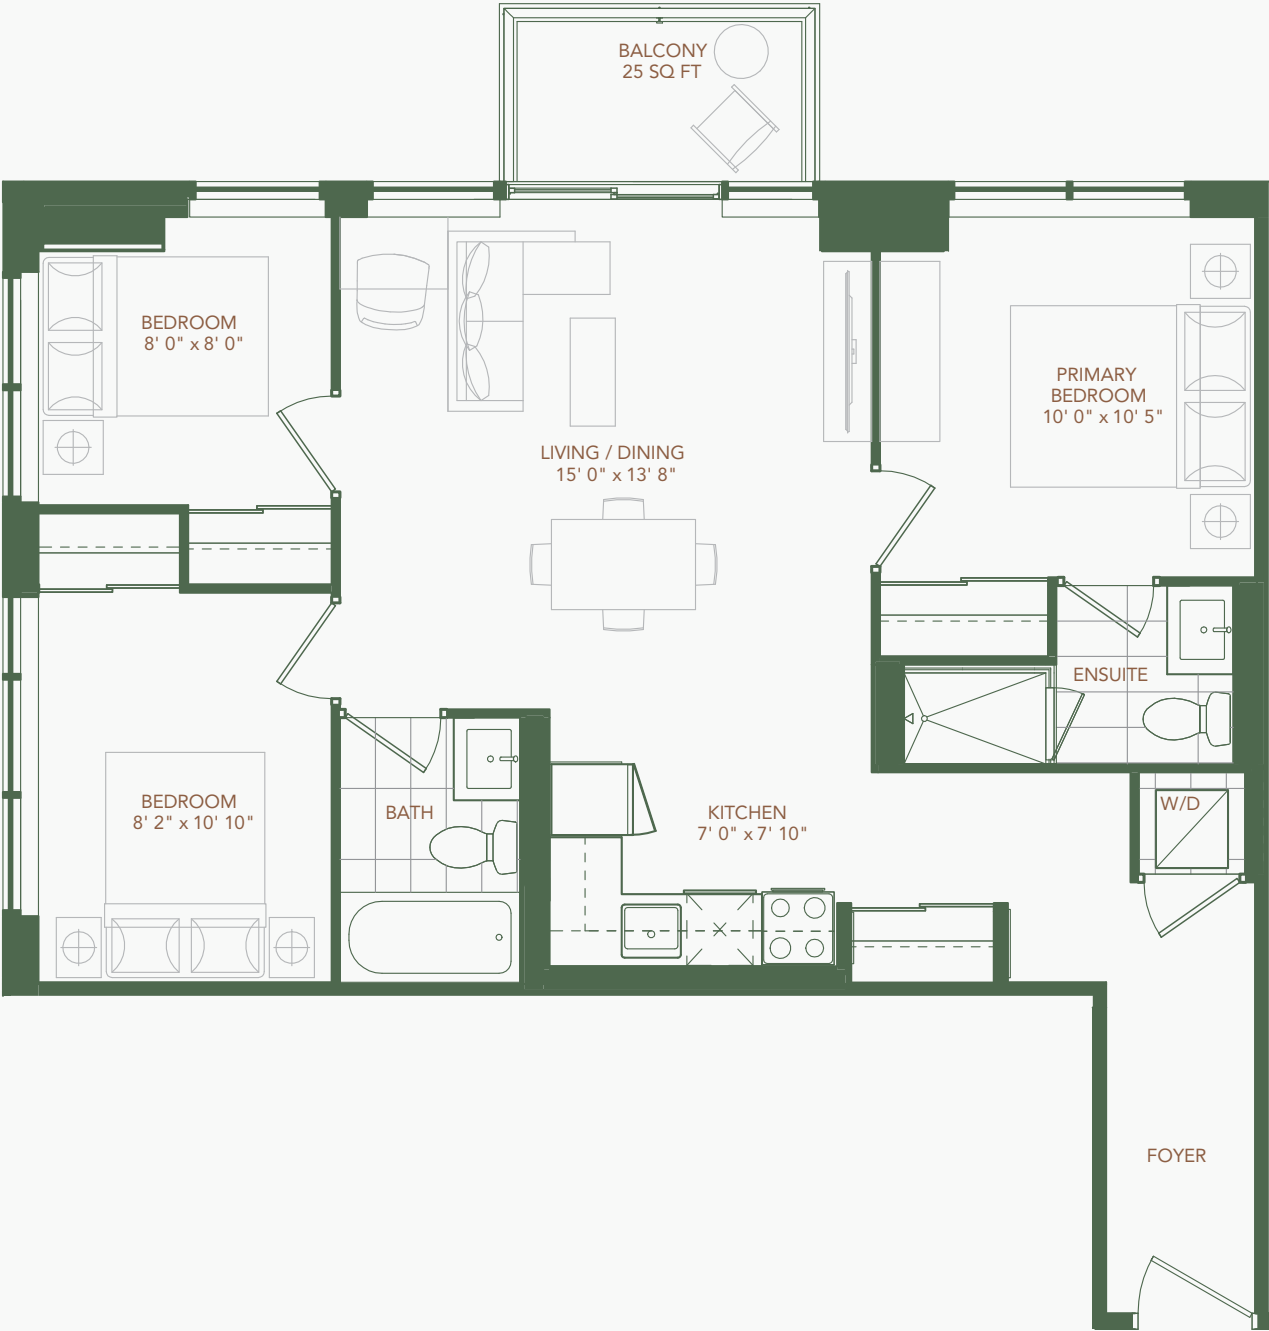 BALCONY
25 SQ FT
BEDROOM
8' 0" x 8' 0"
PRIMARY
BEDROOM
10' 0" x 10' 5"
LIVING / DINING
15' 0" x 13' 8"
ENSUITE
BEDROOM
8' 2" x 10' 10"
BATH
KITCHEN
7' 0" x 7' 10"
W/D
FOYER